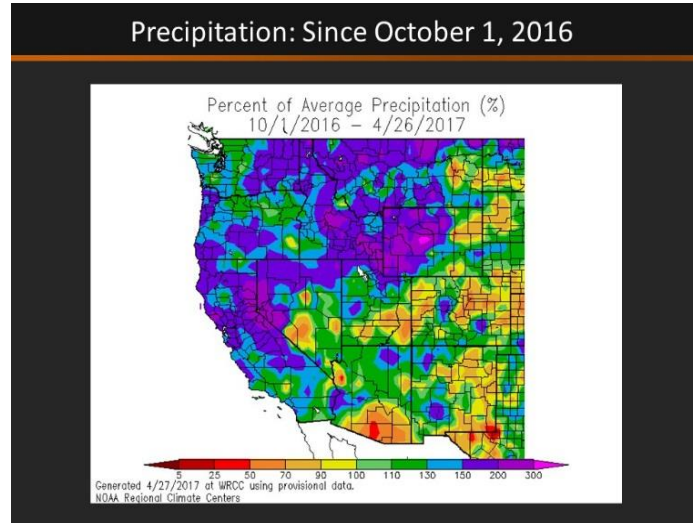 Precipitation: Since October 1, 2016
Percent of Average Precipitation (%)
10/1/2016 – 4/26/2017
5 25 50 70 90 100 110 130 150 200 300
Generated 4/27/2017 at WRCC using provisional data.
NOAA Regional Climate Centers